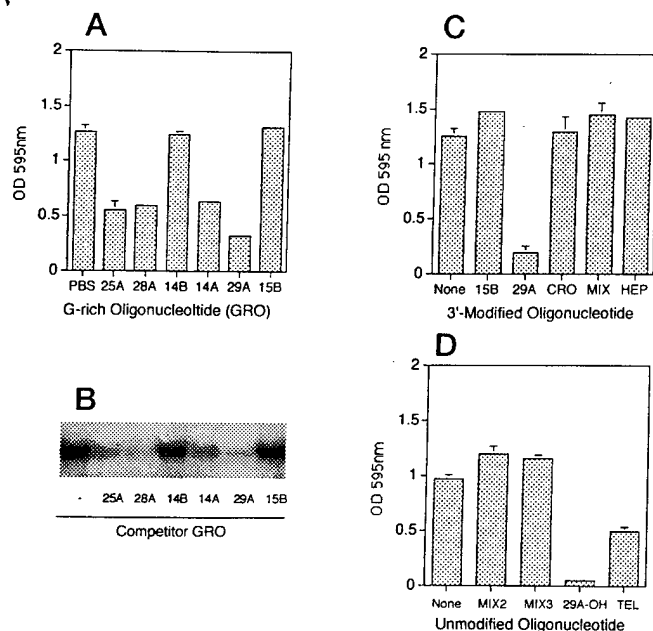 A
2
1.5
1
0.5
0
OD 595nm
PBS 25A 28A 14B 14A 29A 15B
G-rich Oligonucleoltide (GRO)
B
- 25A 28A 14B 14A 29A 15B
Competitor GRO
C
2
1.5
1
0.5
0
OD 595 nm
None 15B 29A CRO MIX HEP
3'-Modified Oligonucleotide
D
2
1.5
1
0.5
0
OD 595nm
None MIX2 MIX3 29A-OH TEL
Unmodified Oligonucleotide